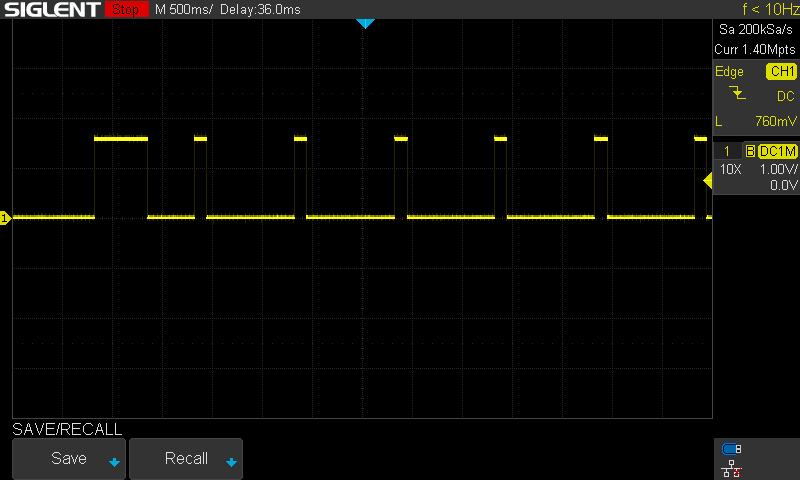 SIGLENT Stop M 500ms/ Delay:36.0ms f < 10Hz
Sa 200kSa/s
Curr 1.40Mpts
Edge CH1
DC
L 760mV
1 B DC1M
10X 1.00V/
0.0V
1
SAVE/RECALL
Save Recall